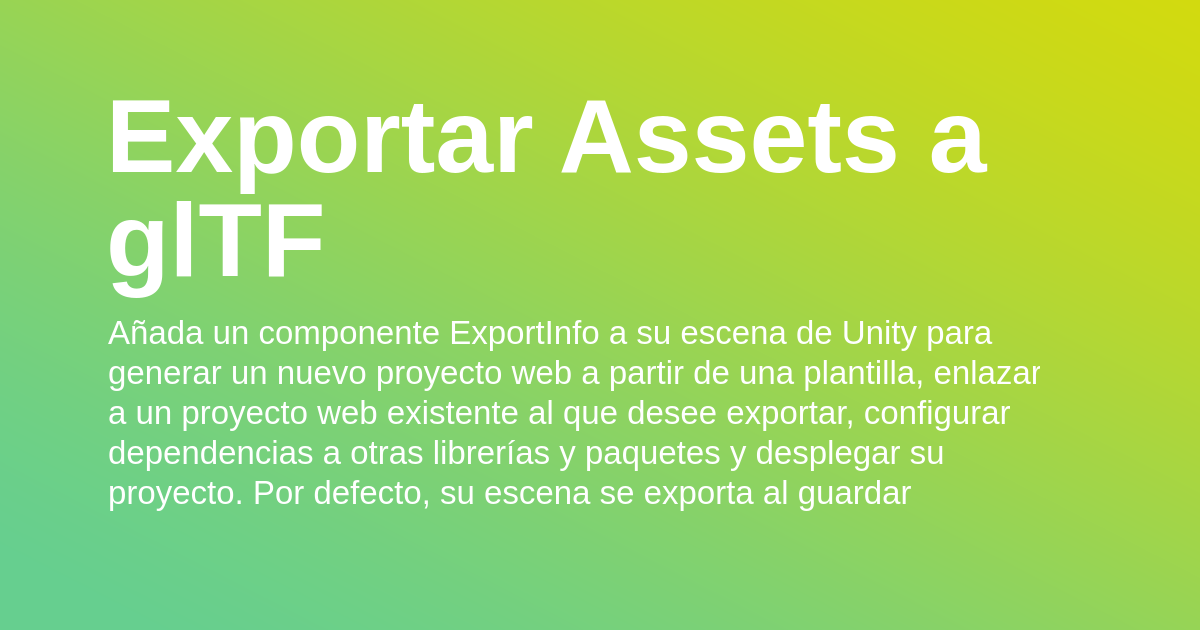 Exportar Assets a
glTF
Añada un componente ExportInfo a su escena de Unity para
generar un nuevo proyecto web a partir de una plantilla, enlazar
a un proyecto web existente al que desee exportar, configurar
dependencias a otras librerías y paquetes y desplegar su
proyecto. Por defecto, su escena se exporta al guardar